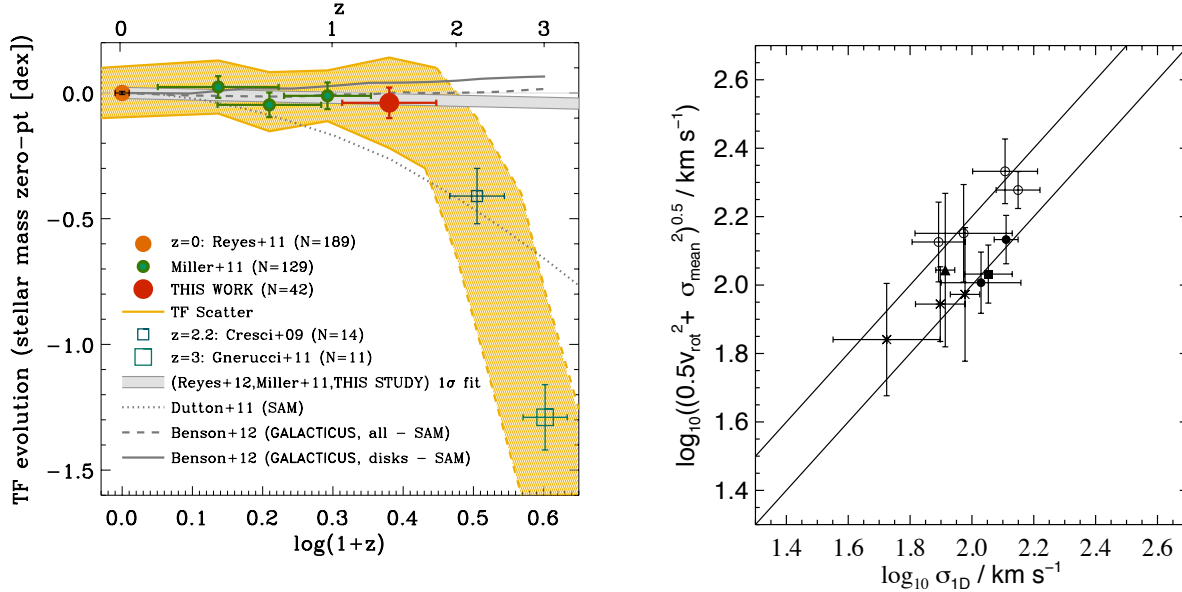 z
0 1 2 3
TF evolution (stellar mass zero-pt [dex])
0.0
−0.5
−1.0
−1.5
z=0: Reyes+11 (N=189)
Miller+11 (N=129)
THIS WORK (N=42)
TF Scatter
z=2.2: Cresci+09 (N=14)
z=3: Gnerucci+11 (N=11)
(Reyes+12,Miller+11,THIS STUDY) 1σ fit
Dutton+11 (SAM)
Benson+12 (GALACTICUS, all − SAM)
Benson+12 (GALACTICUS, disks − SAM)
0.0 0.1 0.2 0.3 0.4 0.5 0.6
log(1+z)
log₁₀((0.5v_rot² + σ_mean²)^0.5 / km s⁻¹)
2.6
2.4
2.2
2.0
1.8
1.6
1.4
1.4 1.6 1.8 2.0 2.2 2.4 2.6
log₁₀ σ_1D / km s⁻¹